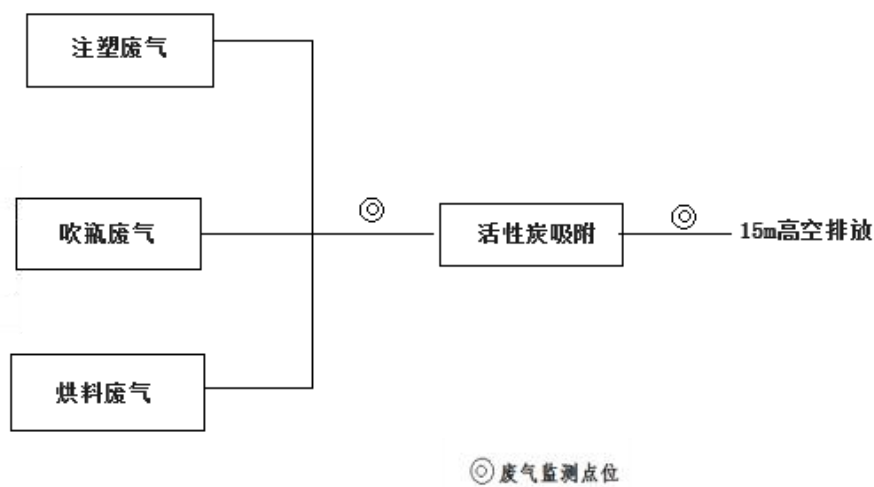 注塑废气
吹瓶废气
活性炭吸附
15m高空排放
烘料废气
◎废气监测点位